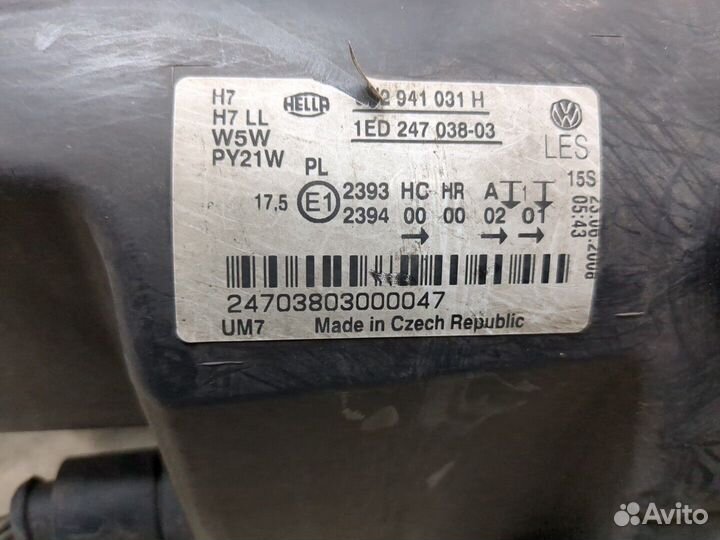 H7
H7 LL
W5W
PY21W
HELLA
941 031 H
1ED 247 038-03
LES
PL
17,5
E1
2393 HC HR A 1
2394 00 00 02 01
15S
05:43
24703803000047
UM7
Made in Czech Republic
Avito